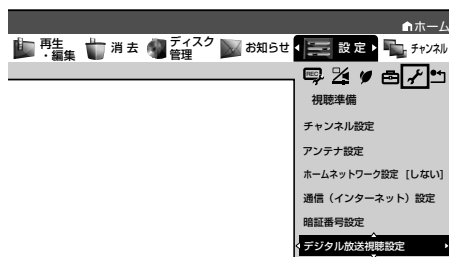 ホーム
再生・編集 消去 ディスク管理 お知らせ 設定 チャンネル
REC
視聴準備
チャンネル設定
アンテナ設定
ホームネットワーク設定 [しない]
通信（インターネット）設定
暗証番号設定
デジタル放送視聴設定